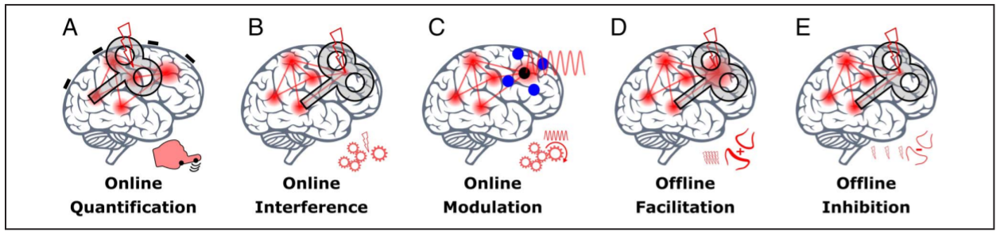 A
B
C
D
E
Online
Quantification
Online
Interference
Online
Modulation
Offline
Facilitation
Offline
Inhibition